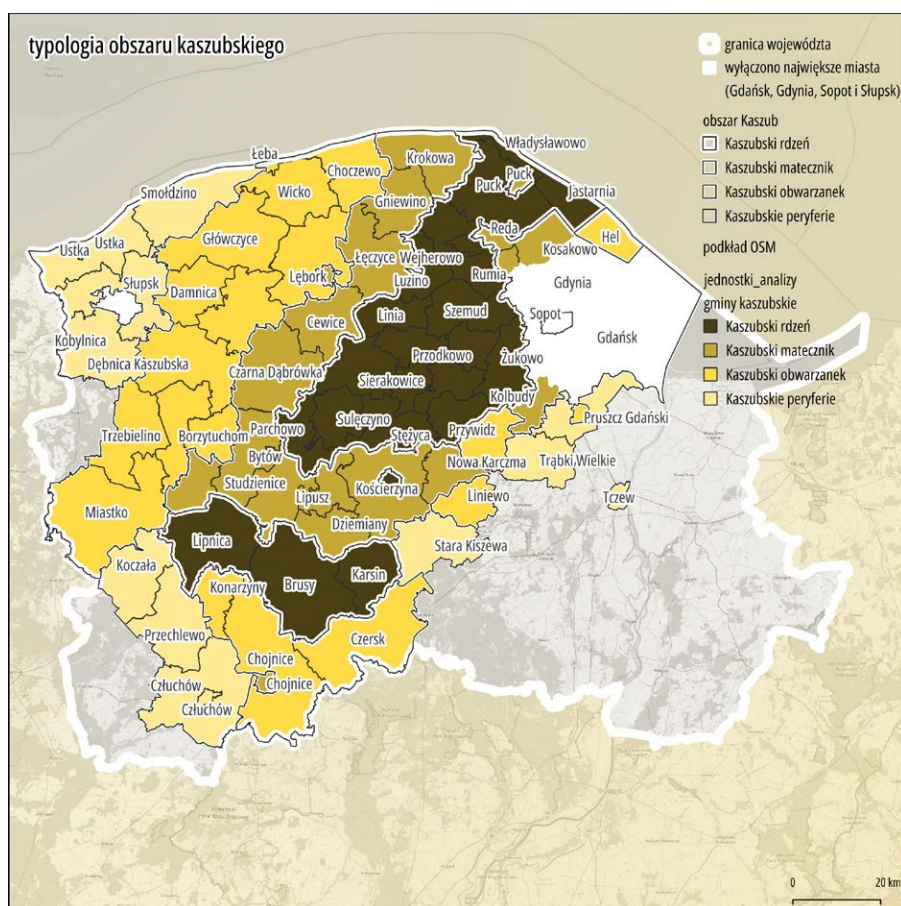 typologia obszaru kaszubskiego
granica województa
wyłączono największe miasta
(Gdańsk, Gdynia, Sopot i Słupsk)
obszar Kaszub
Kaszubski rdzeń
Kaszubski matecznik
Kaszubski obwarzanek
Kaszubskie peryferie
podkład OSM
jednostki_analizy
gminy kaszubskie
Kaszubski rdzeń
Kaszubski matecznik
Kaszubski obwarzanek
Kaszubskie peryferie
Władysławowo
Łeba
Krokowa
Choczewo
Puck
Puck
Jastarnia
Smołdzino
Wicko
Gniewino
Reda
Hel
Ustka
Ustka
Główczyce
Kosakowo
Łęczyce
Wejherowo
Słupsk
Damnica
Lębork
Luzino
Rumia
Gdynia
Cewice
Linia
Szemud
Sopot
Kobylnica
Gdańsk
Dębnica Kaszubska
Czarna Dąbrówka
Przodkowo
Żukowo
Sierakowice
Kolbudy
Trzebielino
Borzytuchom
Parchowo
Sulęczyno
Stężyca
Przywidz
Pruszcz Gdański
Bytów
Nowa Karczma
Trąbki Wielkie
Studzienice
Lipusz
Kościerzyna
Liniewo
Tczew
Miastko
Dziemiany
Lipnica
Stara Kiszewa
Koczała
Konarzyny
Brusy
Karsin
Przechlewo
Czersk
Chojnice
Człuchów
Chojnice
Człuchów
0 20 km